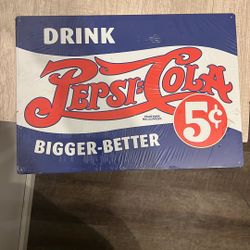 DRINK
PEPSI-COLA
5¢
BIGGER-BETTER